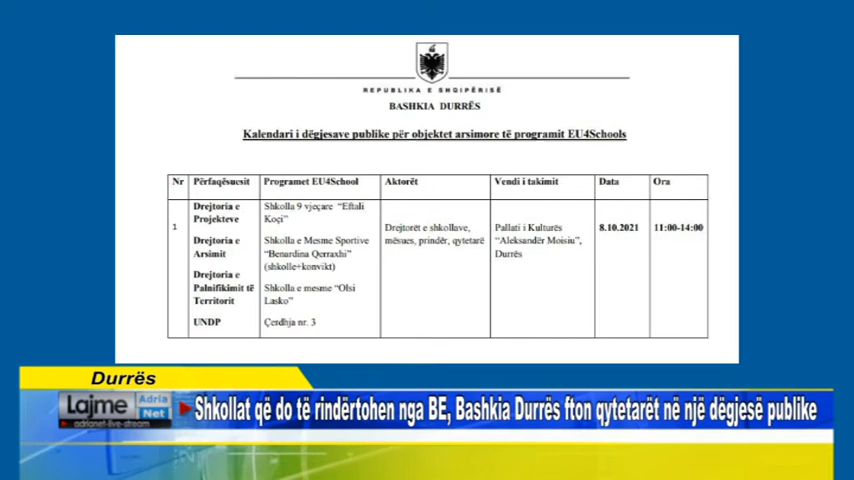 REPUBLIKA E SHQIPËRISË
BASHKIA DURRËS
Kalendari i dëgjesave publike për objektet arsimore të programit EU4Schools
Nr Përfaqësuesit Programet EU4School Aktorët Vendi i takimit Data Ora
1
Drejtoria e
Projekteve
Drejtoria e
Arsimit
Drejtoria e
Palnifikimit të
Territorit
UNDP
Shkolla 9 vjeçare “Eftali
Koçi”
Shkolla e Mesme Sportive
“Benardina Qerraxhi”
(shkolle+konvikt)
Shkolla e mesme “Olsi
Lasko”
Çerdhja nr. 3
Drejtorët e shkollave,
mësues, prindër, qytetarë
Pallati i Kulturës
“Aleksandër Moisiu”,
Durrës
8.10.2021
11:00-14:00
Durrës
Lajme Adria
Net
adrianet-live-stream
Shkollat që do të rindërtohen nga BE, Bashkia Durrës fton qytetarët në një dëgjesë publike